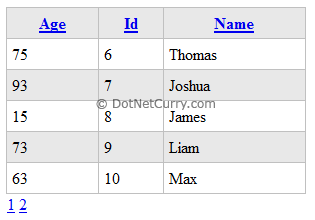 Age Id Name
75 6 Thomas
93 7 Joshua
© DotNetCurry.com
15 8 James
73 9 Liam
63 10 Max
1 2